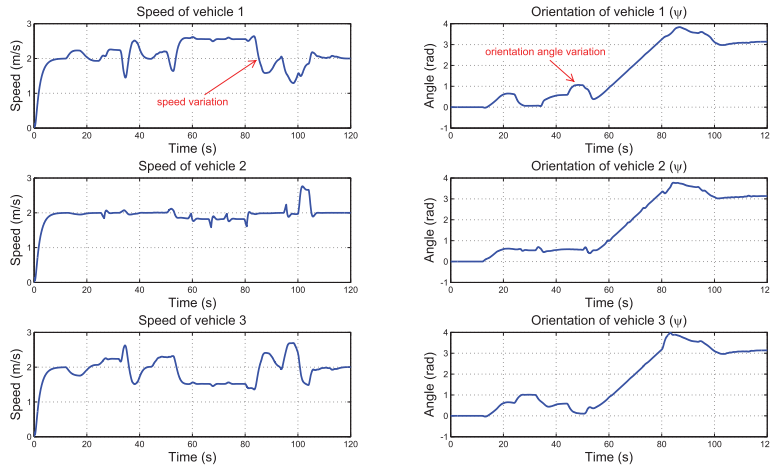 Speed of vehicle 1
Speed (m/s)
3
2
1
0
0 20 40 60 80 100 120
Time (s)
speed variation
Orientation of vehicle 1 (ψ)
Angle (rad)
4
3
2
1
0
-1
0 20 40 60 80 100 120
Time (s)
orientation angle variation
Speed of vehicle 2
Speed (m/s)
3
2
1
0
0 20 40 60 80 100 120
Time (s)
Orientation of vehicle 2 (ψ)
Angle (rad)
4
3
2
1
0
-1
0 20 40 60 80 100 120
Time (s)
Speed of vehicle 3
Speed (m/s)
3
2
1
0
0 20 40 60 80 100 120
Time (s)
Orientation of vehicle 3 (ψ)
Angle (rad)
4
3
2
1
0
-1
0 20 40 60 80 100 120
Time (s)